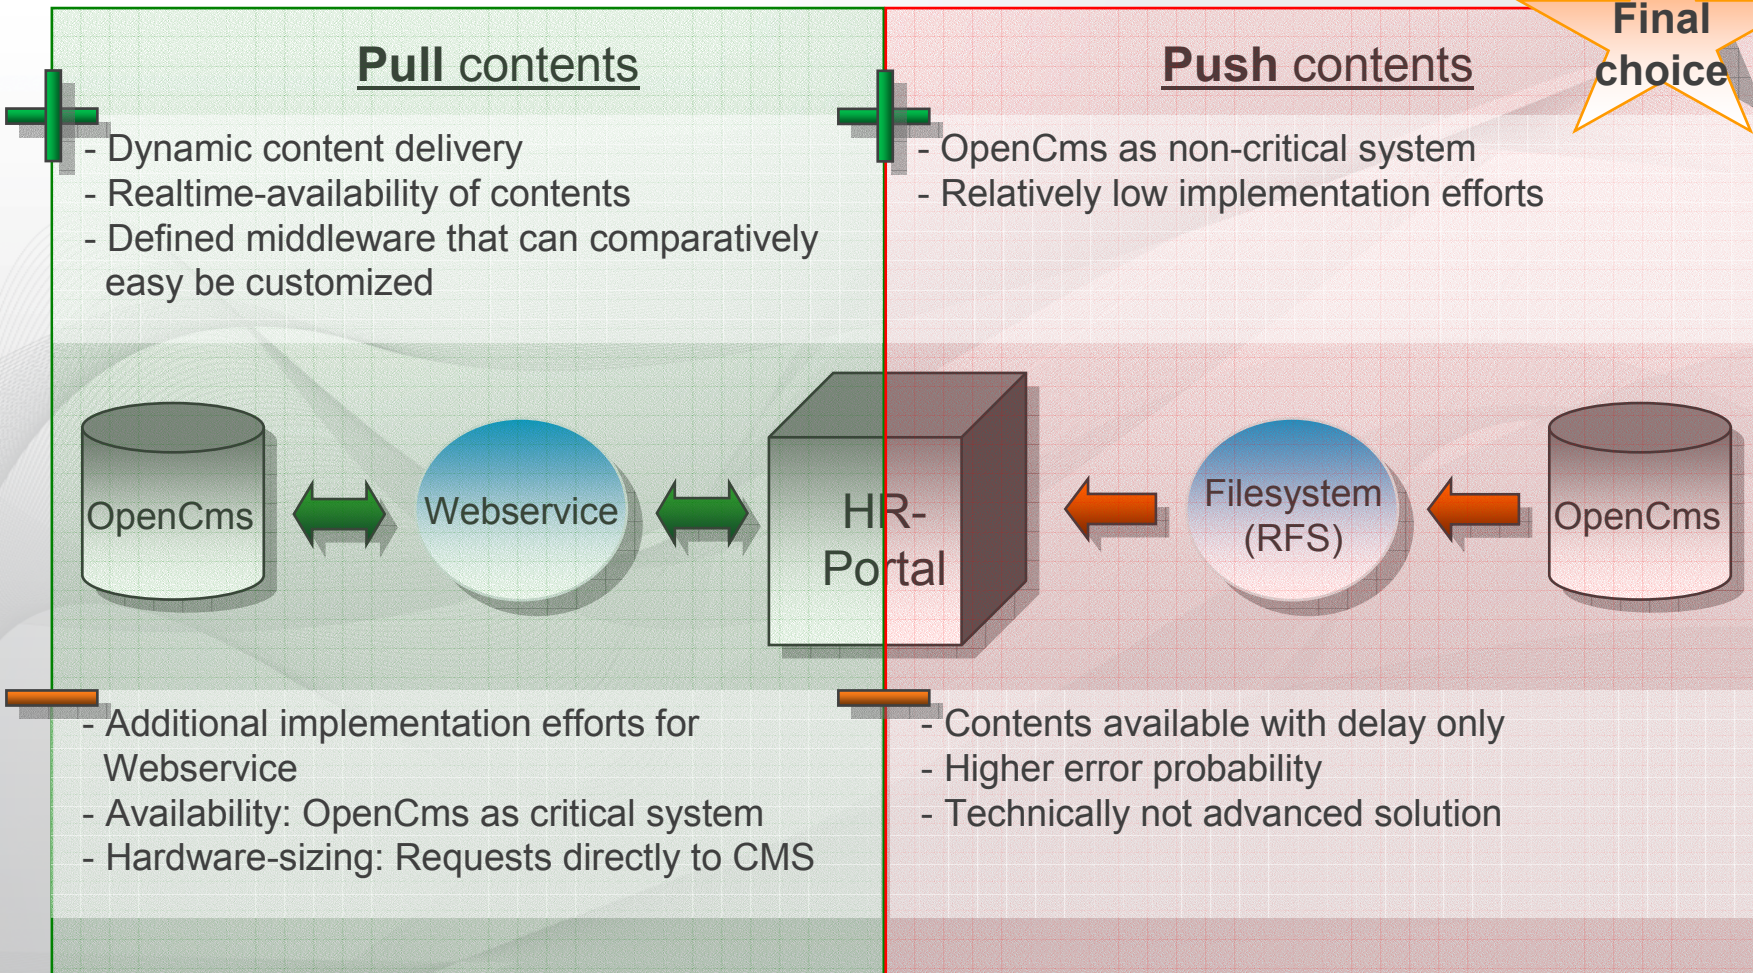 Final
choice
Pull contents
- Dynamic content delivery
- Realtime-availability of contents
- Defined middleware that can comparatively
easy be customized
Push contents
- OpenCms as non-critical system
- Relatively low implementation efforts
OpenCms
Webservice
HR-
Portal
Filesystem
(RFS)
OpenCms
- Additional implementation efforts for
Webservice
- Availability: OpenCms as critical system
- Hardware-sizing: Requests directly to CMS
- Contents available with delay only
- Higher error probability
- Technically not advanced solution